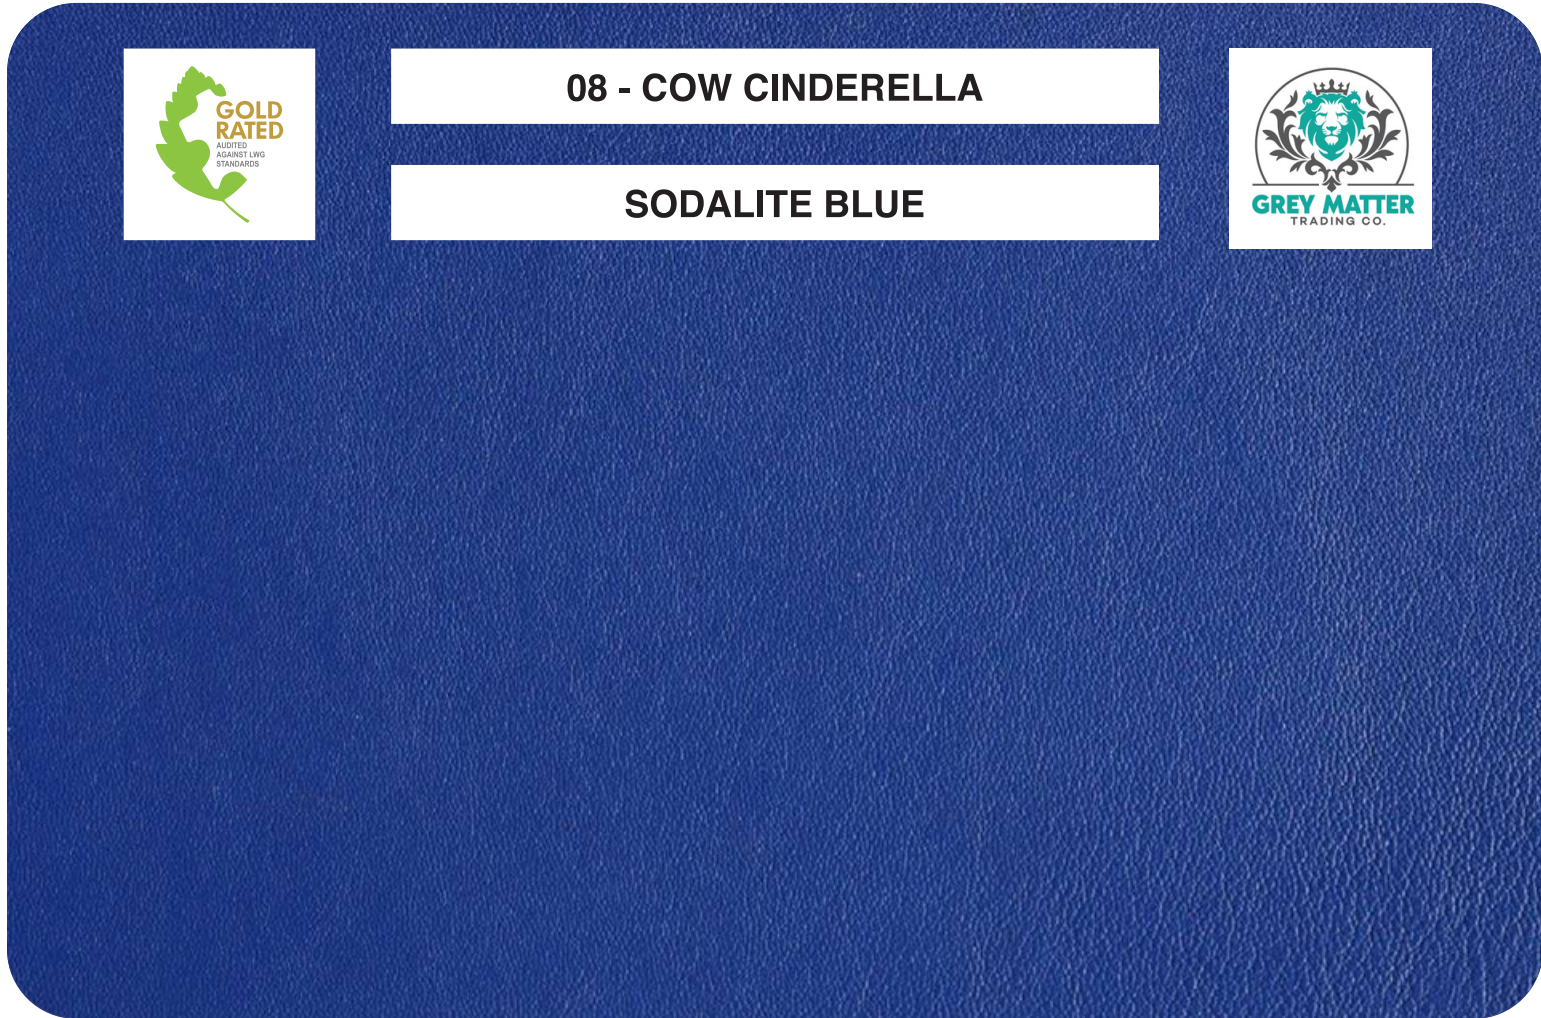 GOLD
RATED
AUDITED
AGAINST LWG
STANDARDS
08 - COW CINDERELLA
SODALITE BLUE
GREY MATTER
TRADING CO.